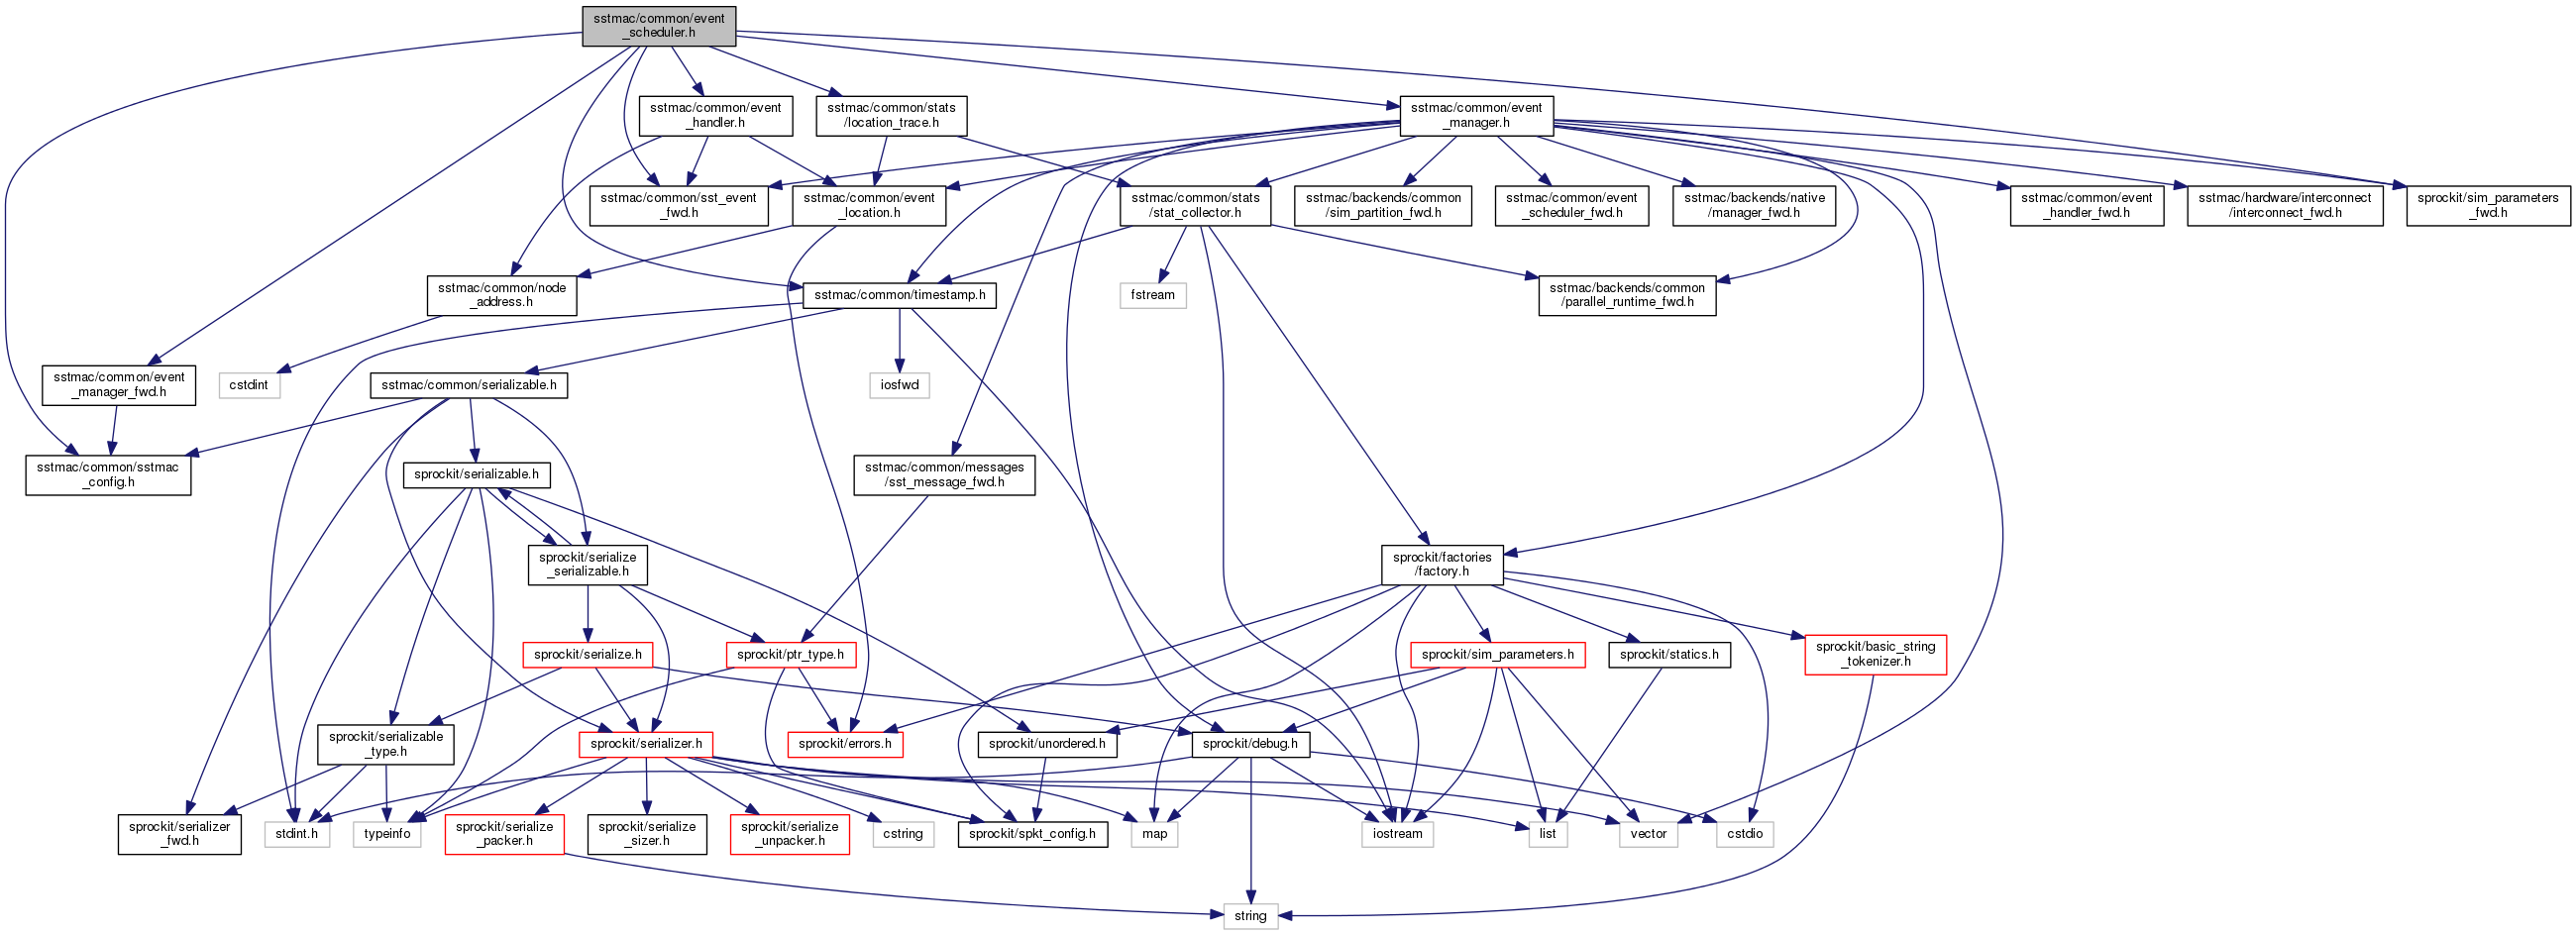 sstmac/common/event
_scheduler.h
sstmac/common/event
_handler.h
sstmac/common/stats
/location_trace.h
sstmac/common/event
_manager.h
sstmac/common/sst_event
_fwd.h
sstmac/common/event
_location.h
sstmac/common/stats
/stat_collector.h
sstmac/backends/common
/sim_partition_fwd.h
sstmac/common/event
_scheduler_fwd.h
sstmac/backends/native
/manager_fwd.h
sstmac/common/event
_handler_fwd.h
sstmac/hardware/interconnect
/interconnect_fwd.h
sprockit/sim_parameters
_fwd.h
sstmac/common/node
_address.h
sstmac/common/timestamp.h
fstream
sstmac/backends/common
/parallel_runtime_fwd.h
sstmac/common/event
_manager_fwd.h
cstdint
sstmac/common/serializable.h
iosfwd
sstmac/common/sstmac
_config.h
sprockit/serializable.h
sstmac/common/messages
/sst_message_fwd.h
sprockit/serialize
_serializable.h
sprockit/factories
/factory.h
sprockit/serialize.h
sprockit/ptr_type.h
sprockit/sim_parameters.h
sprockit/statics.h
sprockit/basic_string
_tokenizer.h
sprockit/serializable
_type.h
sprockit/serializer.h
sprockit/errors.h
sprockit/unordered.h
sprockit/debug.h
sprockit/serializer
_fwd.h
stdint.h
typeinfo
sprockit/serialize
_packer.h
sprockit/serialize
_sizer.h
sprockit/serialize
_unpacker.h
cstring
sprockit/spkt_config.h
map
iostream
list
vector
cstdio
string